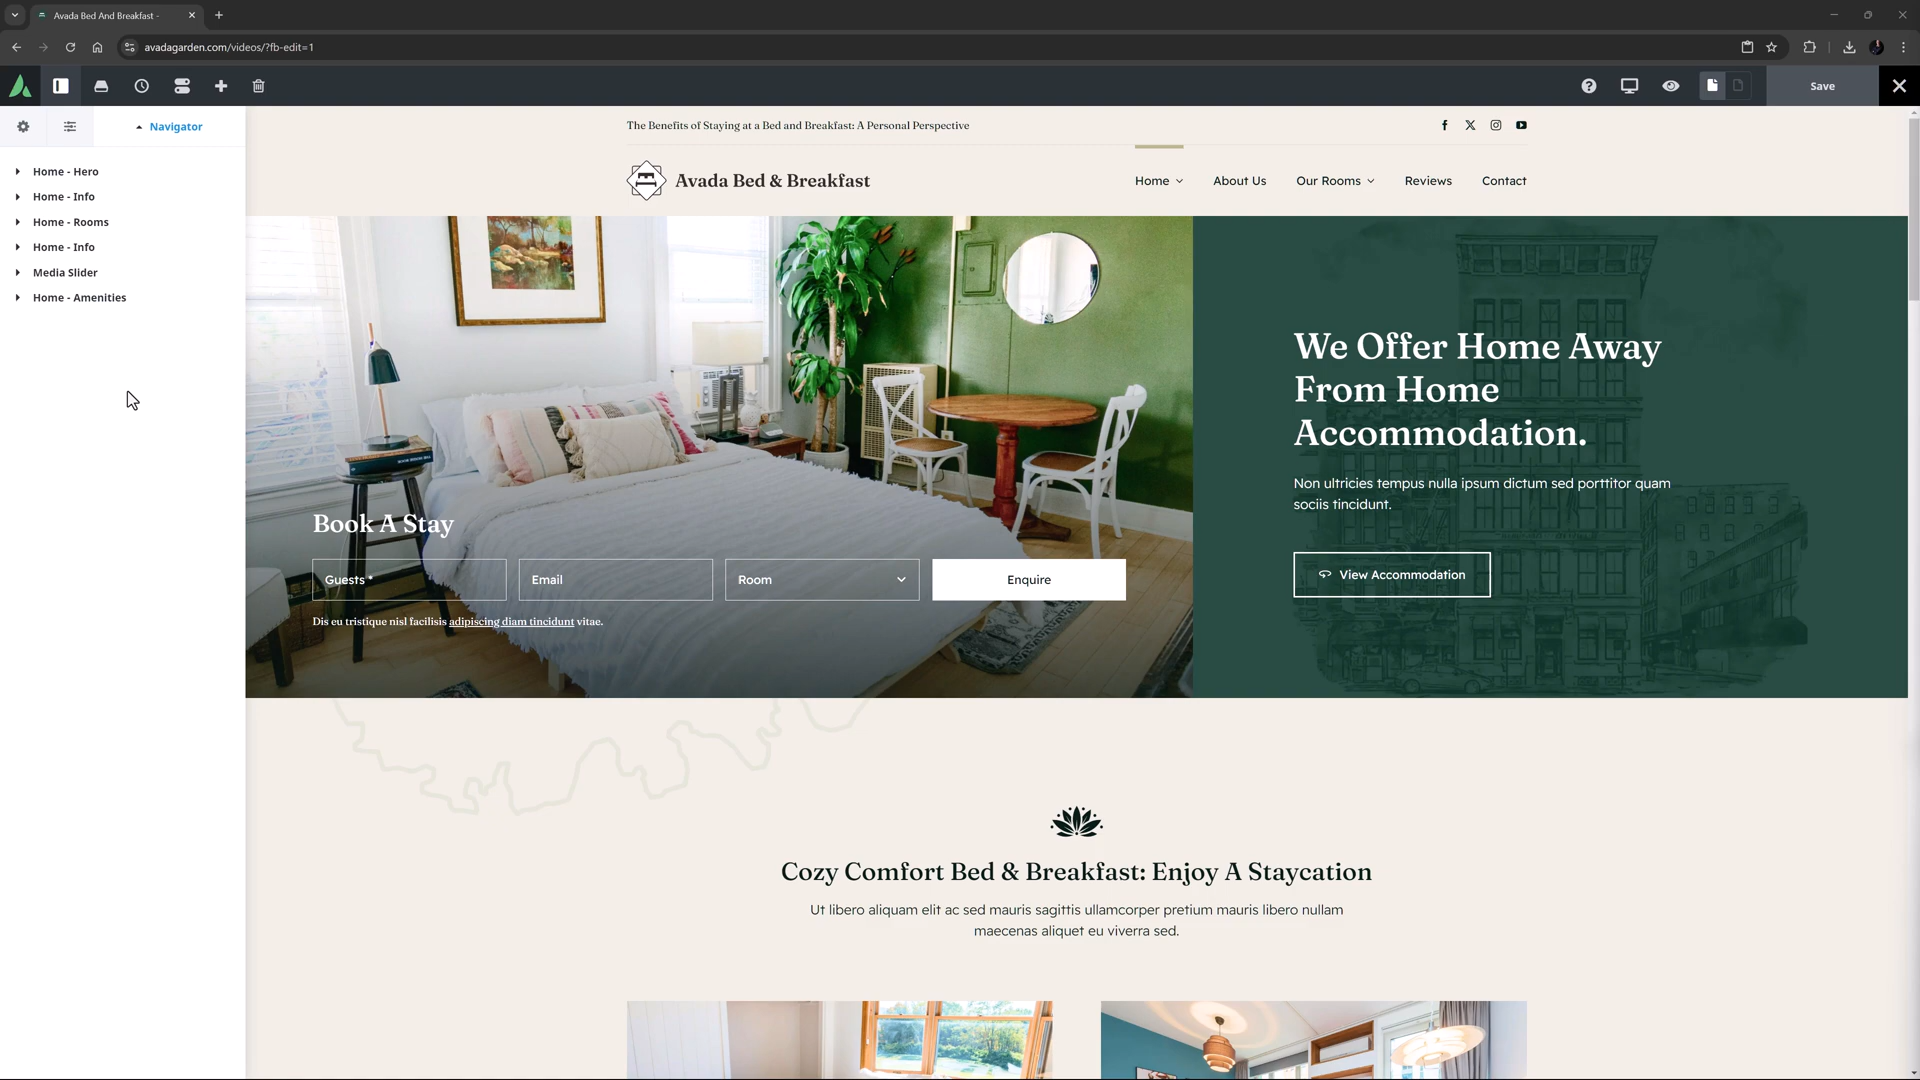 Avada Bed And Breakfast -
avadagarden.com/videos/?fb-edit=1
Save
Navigator
Home - Hero
Home - Info
Home - Rooms
Home - Info
Media Slider
Home - Amenities
The Benefits of Staying at a Bed and Breakfast: A Personal Perspective
Avada Bed & Breakfast
Home
About Us
Our Rooms
Reviews
Contact
Book A Stay
Guests *
Email
Room
Enquire
Dis eu tristique nisl facilisis adipiscing diam tincidunt vitae.
We Offer Home Away
From Home
Accommodation.
Non ultricies tempus nulla ipsum dictum sed porttitor quam
sociis tincidunt.
View Accommodation
Cozy Comfort Bed & Breakfast: Enjoy A Staycation
Ut libero aliquam elit ac sed mauris sagittis ullamcorper pretium mauris libero nullam
maecenas aliquet eu viverra sed.